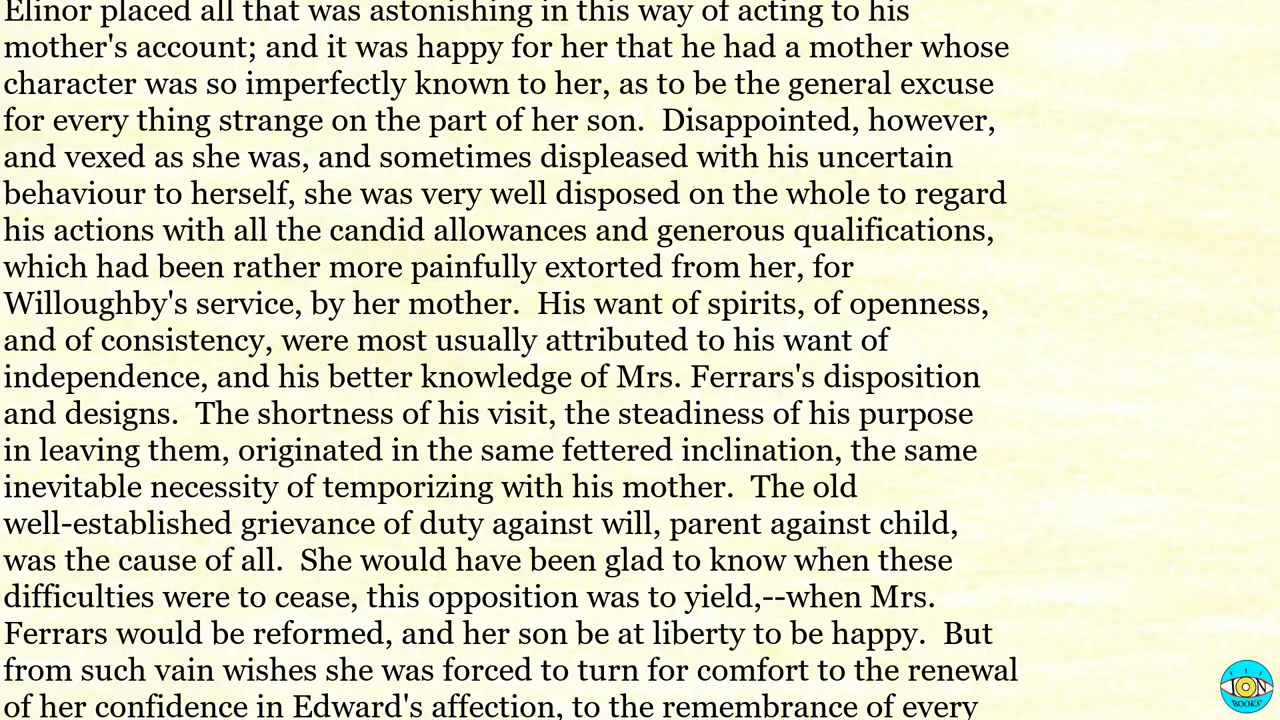 Elinor placed all that was astonishing in this way of acting to his
mother's account; and it was happy for her that he had a mother whose
character was so imperfectly known to her, as to be the general excuse
for every thing strange on the part of her son.  Disappointed, however,
and vexed as she was, and sometimes displeased with his uncertain
behaviour to herself, she was very well disposed on the whole to regard
his actions with all the candid allowances and generous qualifications,
which had been rather more painfully extorted from her, for
Willoughby's service, by her mother.  His want of spirits, of openness,
and of consistency, were most usually attributed to his want of
independence, and his better knowledge of Mrs. Ferrars's disposition
and designs.  The shortness of his visit, the steadiness of his purpose
in leaving them, originated in the same fettered inclination, the same
inevitable necessity of temporizing with his mother.  The old
well-established grievance of duty against will, parent against child,
was the cause of all.  She would have been glad to know when these
difficulties were to cease, this opposition was to yield,--when Mrs.
Ferrars would be reformed, and her son be at liberty to be happy.  But
from such vain wishes she was forced to turn for comfort to the renewal
of her confidence in Edward's affection, to the remembrance of every
ION
BOOKS